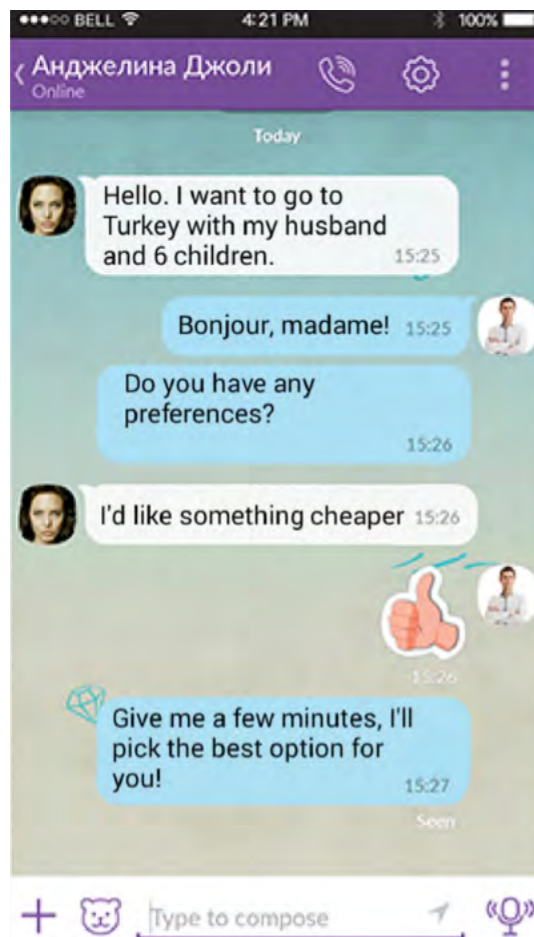 BELL 4:21 PM 100%
Анджелина Джоли
Online
Today
Hello. I want to go to
Turkey with my husband
and 6 children. 15:25
Bonjour, madame! 15:25
Do you have any
preferences?
15:26
I'd like something cheaper 15:26
15:26
Give me a few minutes, I'll
pick the best option for
you! 15:27
Seen
Type to compose